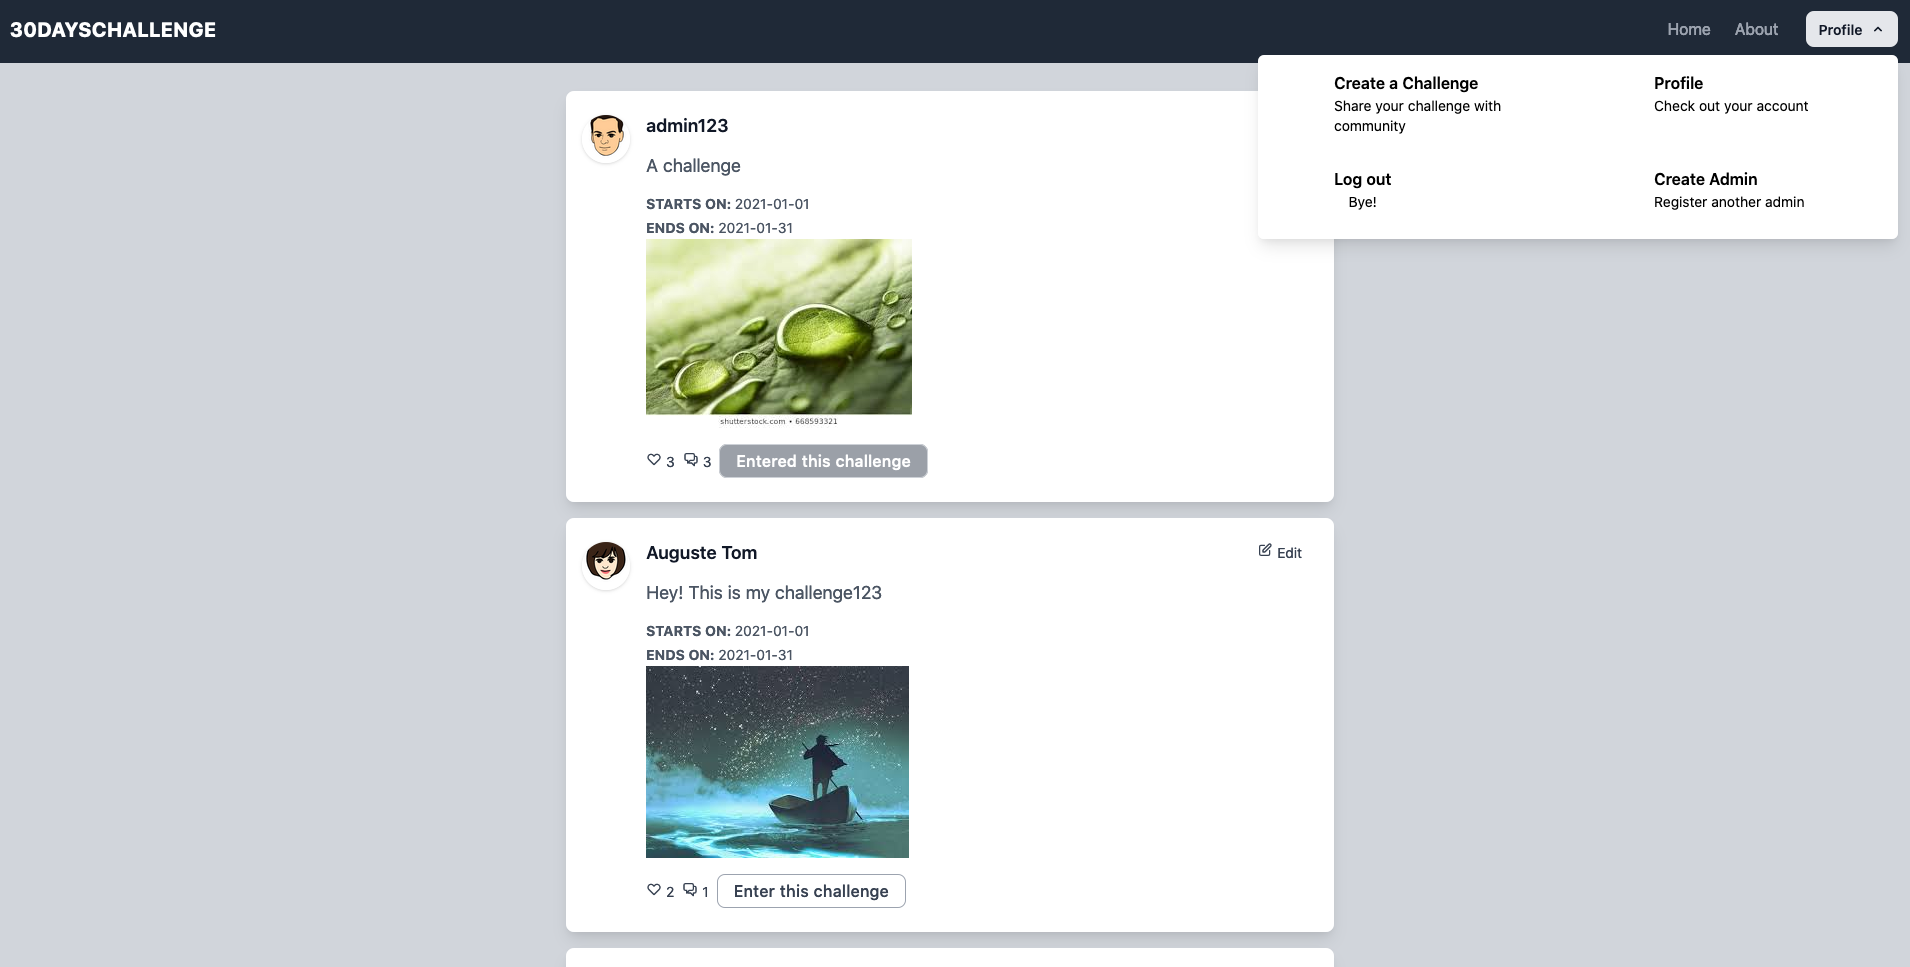 30DAYSCHALLENGE
Home About Profile
Create a Challenge
Share your challenge with
community
Profile
Check out your account
Log out
Bye!
Create Admin
Register another admin
admin123
A challenge
STARTS ON: 2021-01-01
ENDS ON: 2021-01-31
shutterstock.com • 668593321
3 3 Entered this challenge
Auguste Tom
Edit
Hey! This is my challenge123
STARTS ON: 2021-01-01
ENDS ON: 2021-01-31
2 1 Enter this challenge